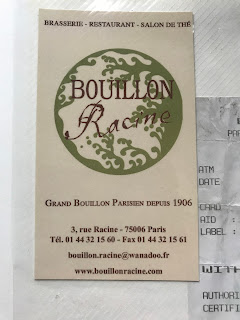 BRASSERIE - RESTAURANT - SALON DE THÉ
BOUILLON
Racine
GRAND BOUILLON PARISIEN DEPUIS 1906
3, rue Racine - 75006 Paris
Tél. 01 44 32 15 60 - Fax 01 44 32 15 61
bouillon.racine@wanadoo.fr
www.bouillonracine.com
ATM
DATE
CARD
AID :
LABEL :
WITH
AUTHORI
CERTIFI